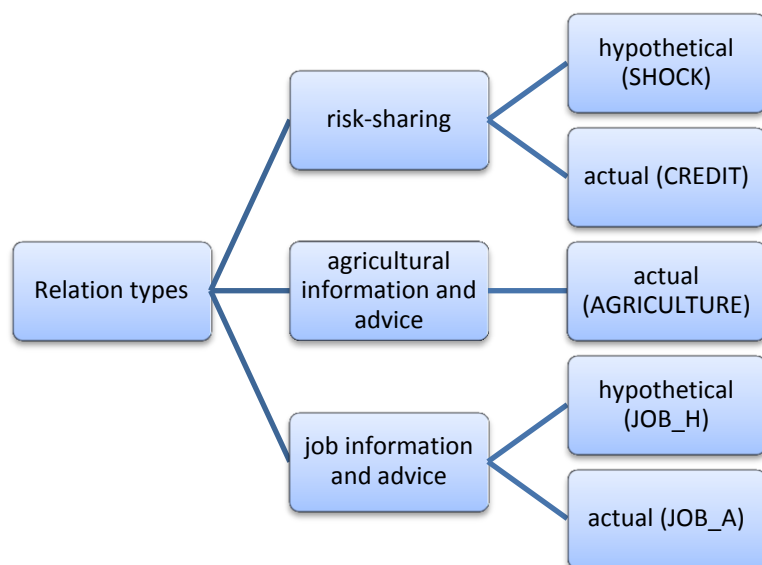 Relation types
risk-sharing
hypothetical
(SHOCK)
actual (CREDIT)
agricultural
information and
advice
actual
(AGRICULTURE)
job information
and advice
hypothetical
(JOB_H)
actual (JOB_A)